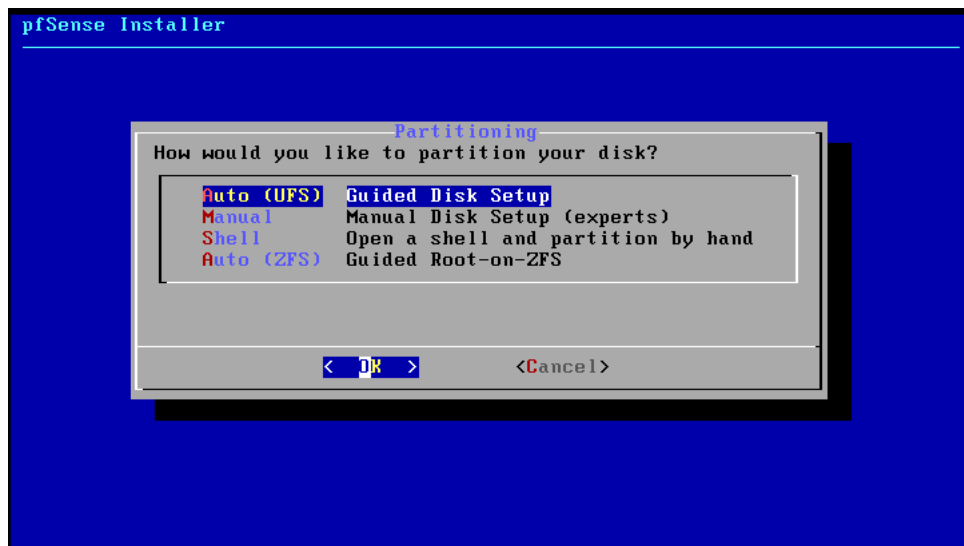 pfSense Installer
Partitioning
How would you like to partition your disk?
Auto (UFS) Guided Disk Setup
Manual Manual Disk Setup (experts)
Shell Open a shell and partition by hand
Auto (ZFS) Guided Root-on-ZFS
< OK > <Cancel>